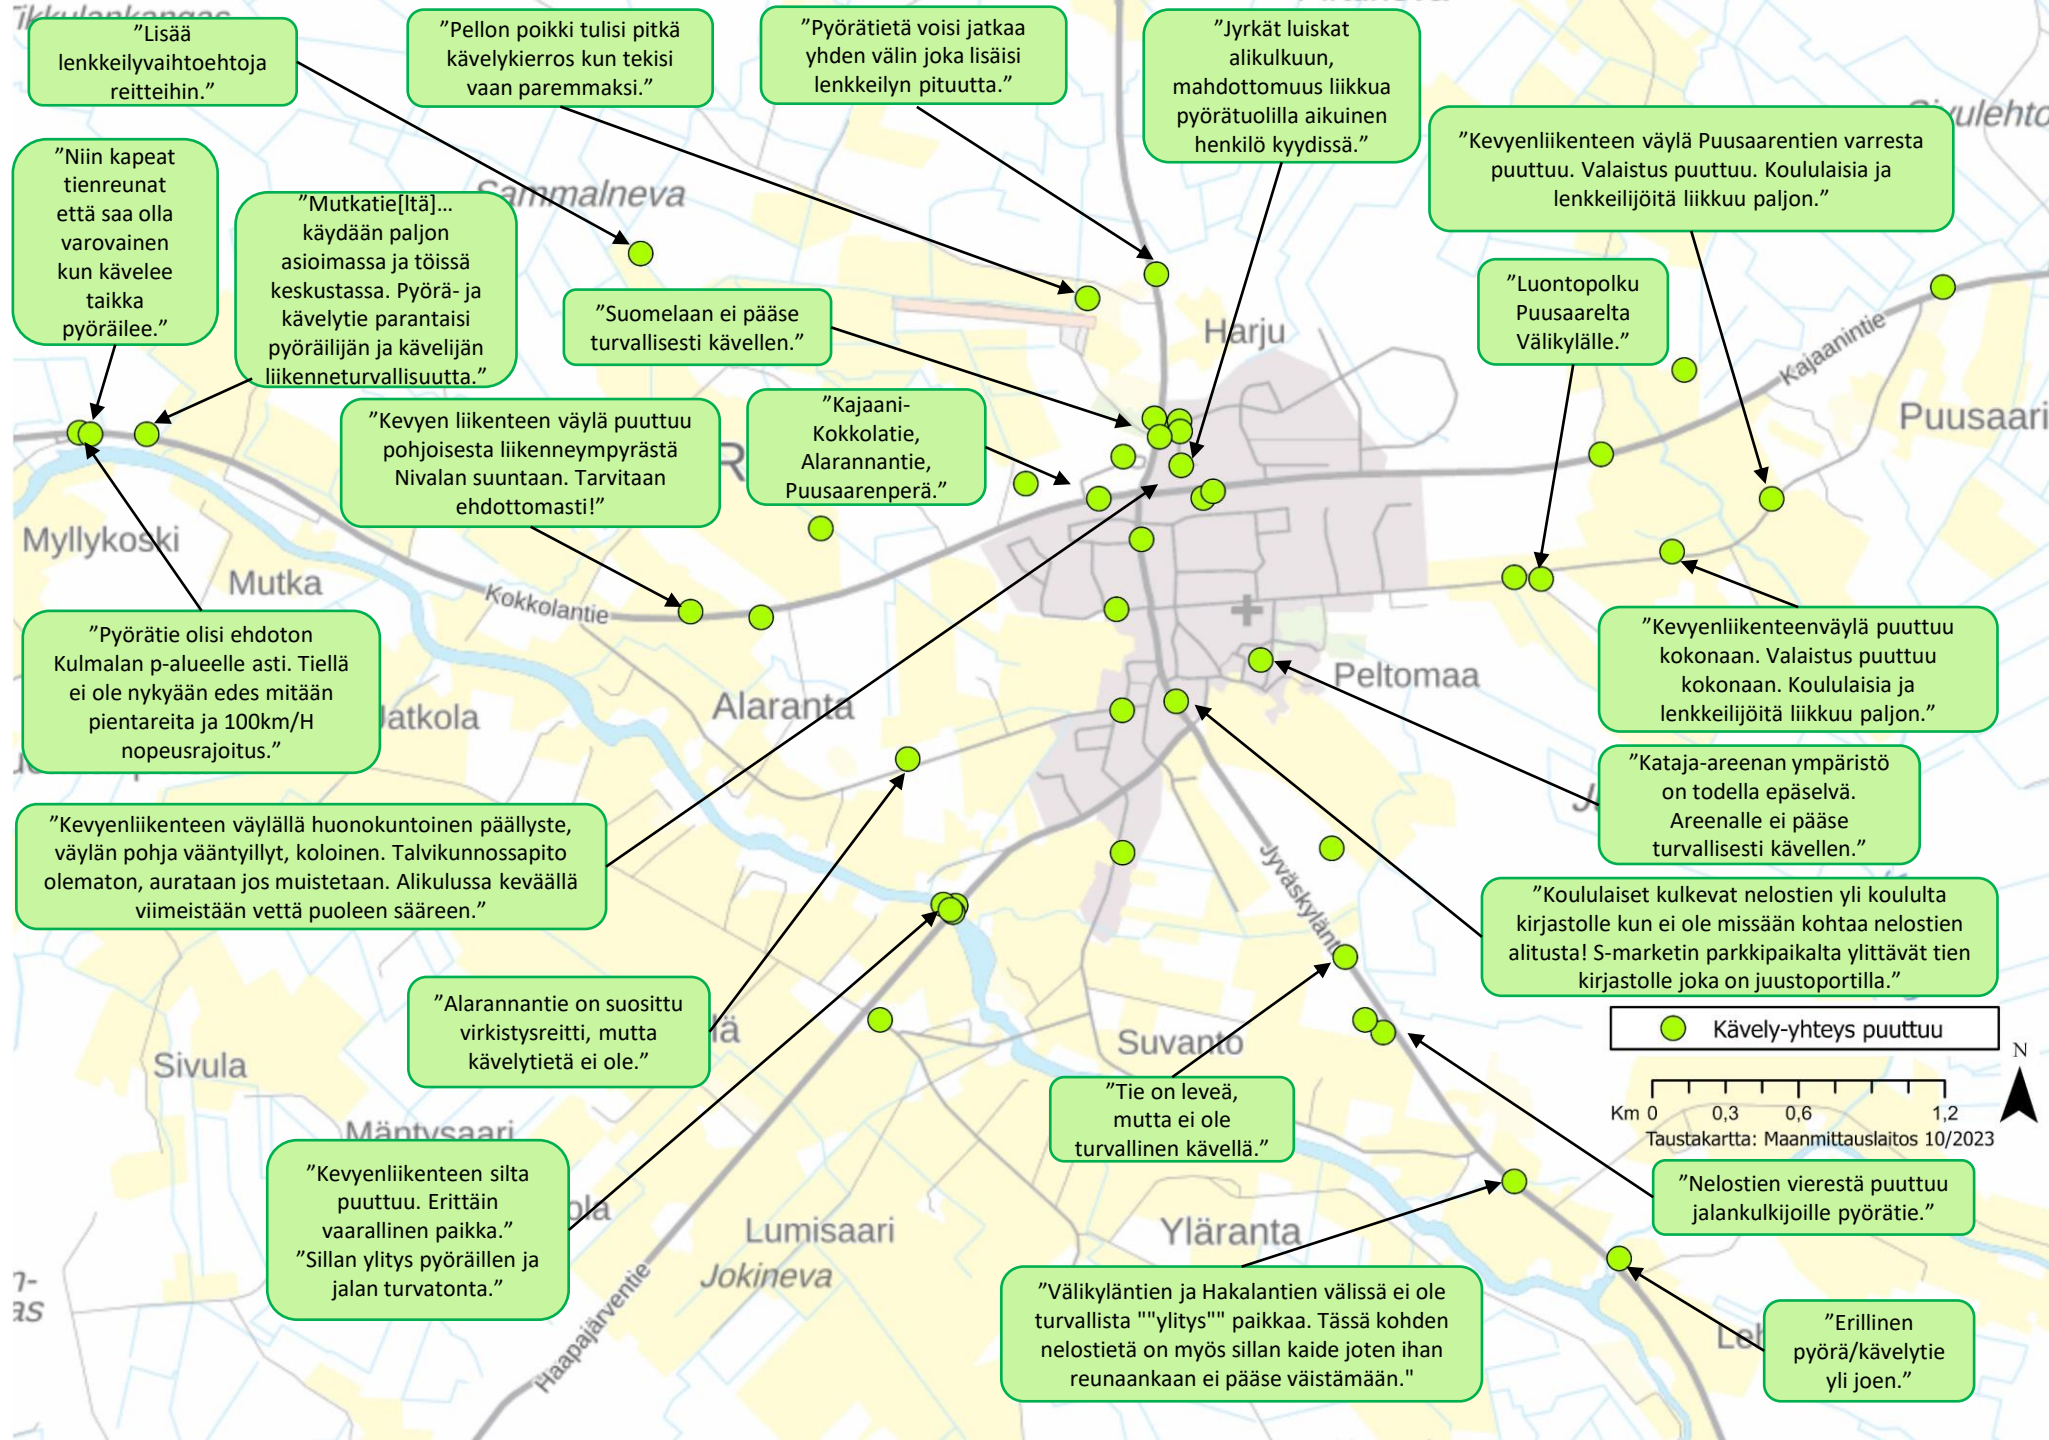 ”Lisää
lenkkeilyvaihtoehtoja
reitteihin.”
”Pellon poikki tulisi pitkä
kävelykierros kun tekisi
vaan paremmaksi.”
”Pyörätietä voisi jatkaa
yhden välin joka lisäisi
lenkkeilyn pituutta.”
”Jyrkät luiskat
alikulkuun,
mahdottomuus liikkua
pyörätuolilla aikuinen
henkilö kyydissä.”
”Kevyenliikenteen väylä Puusaarentien varresta
puuttuu. Valaistus puuttuu. Koululaisia ja
lenkkeilijöitä liikkuu paljon.”
”Niin kapeat
tienreunat
että saa olla
varovainen
kun kävelee
taikka
pyöräilee.”
”Mutkatie[ltä]...
käydään paljon
asioimassa ja töissä
keskustassa. Pyörä- ja
kävelytie parantaisi
pyöräilijän ja kävelijän
liikenneturvallisuutta.”
Sammalneva
”Suomelaan ei pääse
turvallisesti kävellen.”
Harju
”Luontopolku
Puusaarelta
Välikylälle.”
Kajaanintie
Puusaari
”Kevyen liikenteen väylä puuttuu
pohjoisesta liikenneympyrästä
Nivalan suuntaan. Tarvitaan
ehdottomasti!”
”Kajaani-
Kokkolatie,
Alarannantie,
Puusaarenperä.”
Myllykoski
Mutka
Kokkolantie
”Pyörätie olisi ehdoton
Kulmalan p-alueelle asti. Tiellä
ei ole nykyään edes mitään
pientareita ja 100km/H
nopeusrajoitus.”
Jatkola
Alaranta
Peltomaa
”Kevyenliikenteenväylä puuttuu
kokonaan. Valaistus puuttuu
kokonaan. Koululaisia ja
lenkkeilijöitä liikkuu paljon.”
”Kataja-areenan ympäristö
on todella epäselvä.
Areenalle ei pääse
turvallisesti kävellen.”
”Kevyenliikenteen väylällä huonokuntoinen päällyste,
väylän pohja vääntyillyt, koloinen. Talvikunnossapito
olematon, aurataan jos muistetaan. Alikulussa keväällä
viimeistään vettä puoleen sääreen.”
”Koululaiset kulkevat nelostien yli koululta
kirjastolle kun ei ole missään kohtaa nelostien
alitusta! S-marketin parkkipaikalta ylittävät tien
kirjastolle joka on juustoportilla.”
”Alarannantie on suosittu
virkistysreitti, mutta
kävelytietä ei ole.”
Sivula
Suvanto
Kävely-yhteys puuttuu
N
Km 0 0,3 0,6 1,2
Taustakartta: Maanmittauslaitos 10/2023
”Tie on leveä,
mutta ei ole
turvallinen kävellä.”
Mäntysaari
”Kevyenliikenteen silta
puuttuu. Erittäin
vaarallinen paikka.”
”Sillan ylitys pyöräillen ja
jalan turvatonta.”
Lumisaari
Jokineva
Yläranta
Haapajärventie
”Nelostien vierestä puuttuu
jalankulkijoille pyörätie.”
”Välikyläntien ja Hakalantien välissä ei ole
turvallista ""ylitys"" paikkaa. Tässä kohden
nelostietä on myös sillan kaide joten ihan
reunaankaan ei pääse väistämään."
”Erillinen
pyörä/kävelytie
yli joen.”